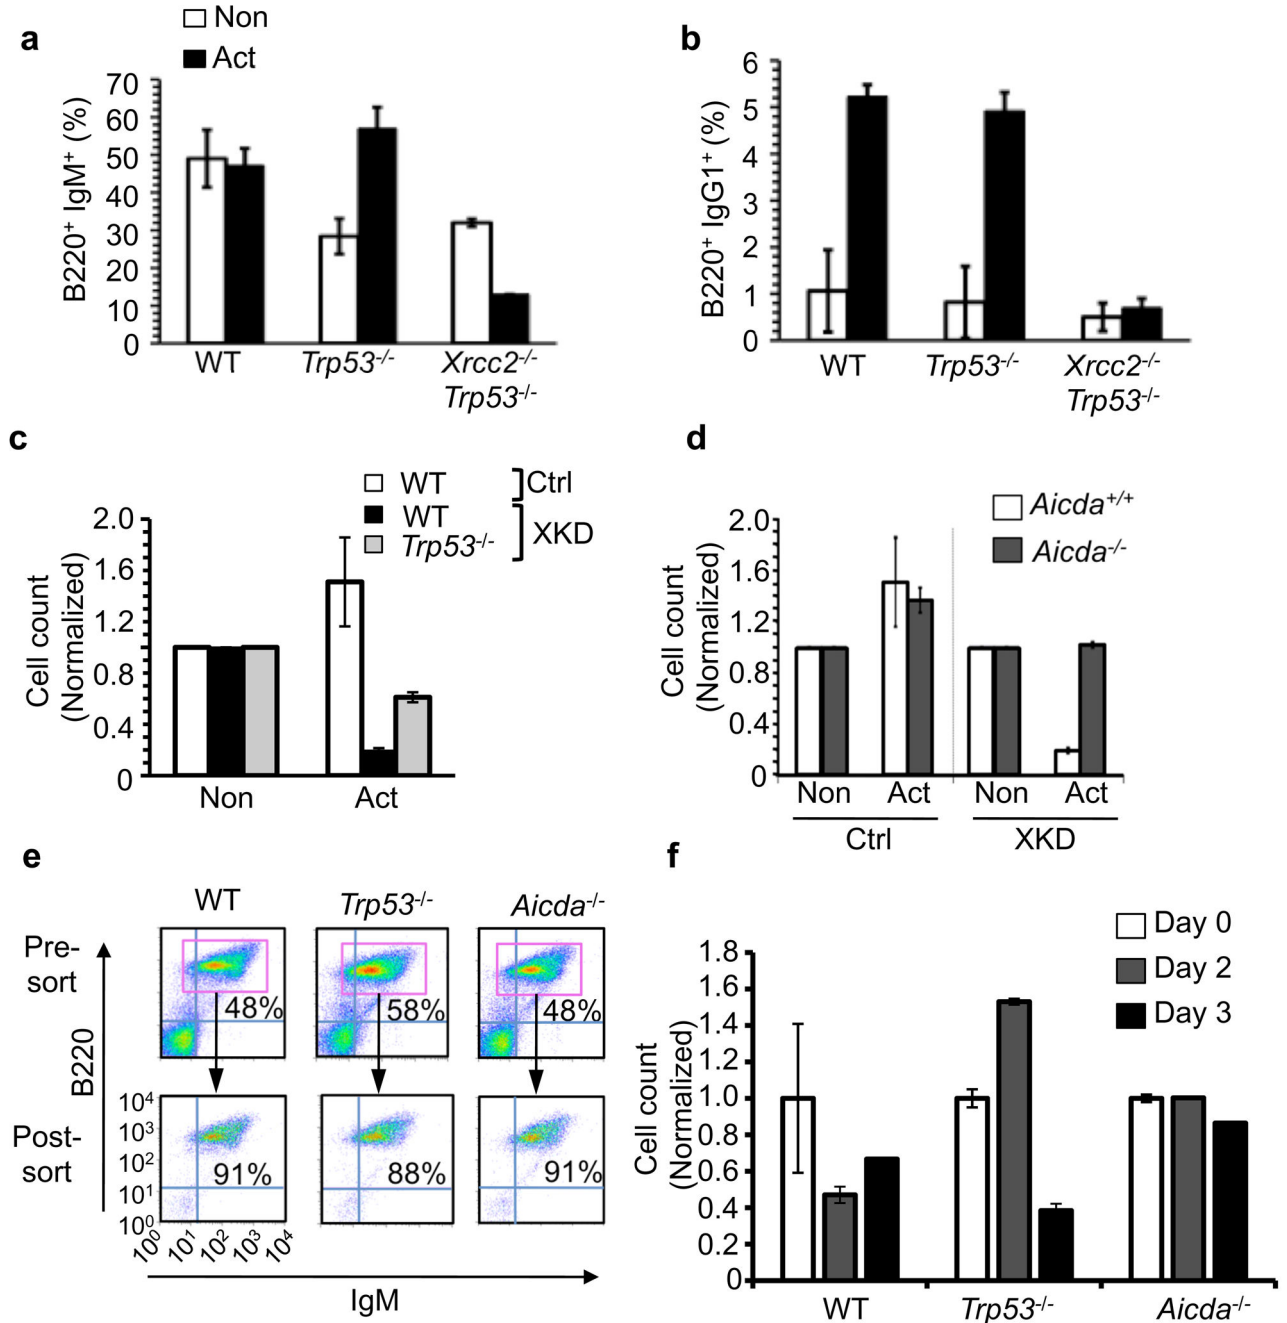 a
Non
Act
B220+ IgM+ (%)
70
60
50
40
30
20
10
0
WT
Trp53-/-
Xrcc2-/-
Trp53-/-
b
B220+ IgG1+ (%)
6
5
4
3
2
1
0
WT
Trp53-/-
Xrcc2-/-
Trp53-/-
c
WT
Ctrl
WT
Trp53-/-
XKD
Cell count
(Normalized)
2.0
1.6
1.2
0.8
0.4
0
Non
Act
d
Aicda+/+
Aicda-/-
Cell count
(Normalized)
2.0
1.6
1.2
0.8
0.4
0
Non Act Non Act
Ctrl XKD
e
WT Trp53-/- Aicda-/-
Pre-
sort
48% 58% 48%
B220
Post-
sort
10⁴
10³
10²
10¹
10⁰
91% 88% 91%
10⁰ 10¹ 10² 10³ 10⁴
IgM
f
Day 0
Day 2
Day 3
Cell count
(Normalized)
1.8
1.6
1.4
1.2
1.0
0.8
0.6
0.4
0.2
0
WT Trp53-/- Aicda-/-